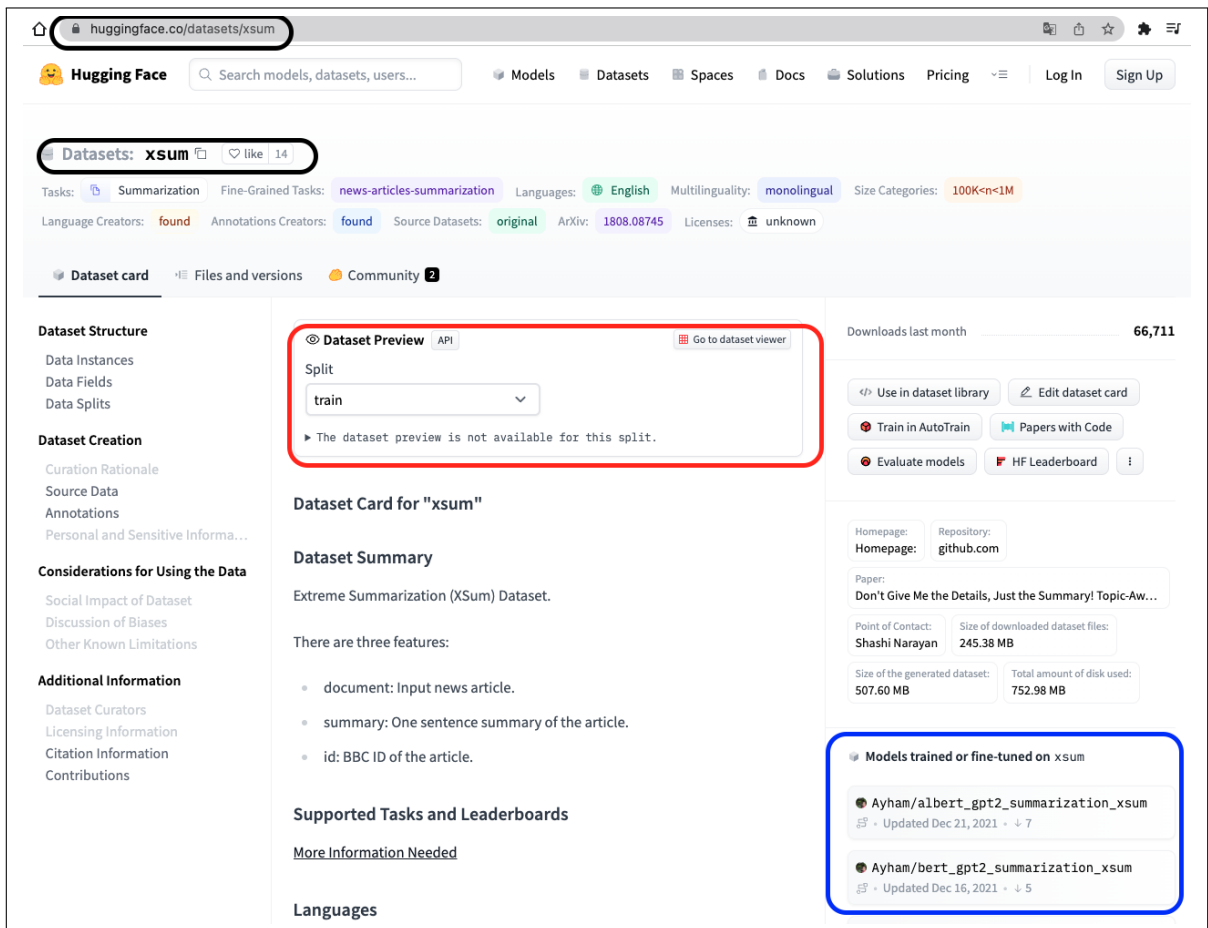 huggingface.co/datasets/xsum
Hugging Face
Search models, datasets, users...
Models
Datasets
Spaces
Docs
Solutions
Pricing
Log In
Sign Up
Datasets: xsum
like 14
Tasks: Summarization Fine-Grained Tasks: news-articles-summarization Languages: English Multilinguality: monolingual Size Categories: 100K<n<1M
Language Creators: found Annotations Creators: found Source Datasets: original ArXiv: 1808.08745 Licenses: unknown
Dataset card
Files and versions
Community 2
Dataset Structure
Data Instances
Data Fields
Data Splits
Dataset Creation
Curation Rationale
Source Data
Annotations
Personal and Sensitive Informa...
Considerations for Using the Data
Social Impact of Dataset
Discussion of Biases
Other Known Limitations
Additional Information
Dataset Curators
Licensing Information
Citation Information
Contributions
Dataset Preview API
Go to dataset viewer
Split
train
The dataset preview is not available for this split.
Dataset Card for "xsum"
Dataset Summary
Extreme Summarization (XSum) Dataset.
There are three features:
document: Input news article.
summary: One sentence summary of the article.
id: BBC ID of the article.
Supported Tasks and Leaderboards
More Information Needed
Languages
Downloads last month 66,711
Use in dataset library
Edit dataset card
Train in AutoTrain
Papers with Code
Evaluate models
HF Leaderboard
Homepage:
Homepage:
Repository:
github.com
Paper:
Don't Give Me the Details, Just the Summary! Topic-Aw...
Point of Contact:
Shashi Narayan
Size of downloaded dataset files:
245.38 MB
Size of the generated dataset:
507.60 MB
Total amount of disk used:
752.98 MB
Models trained or fine-tuned on xsum
Ayham/albert_gpt2_summarization_xsum
Updated Dec 21, 2021 • ↓ 7
Ayham/bert_gpt2_summarization_xsum
Updated Dec 16, 2021 • ↓ 5